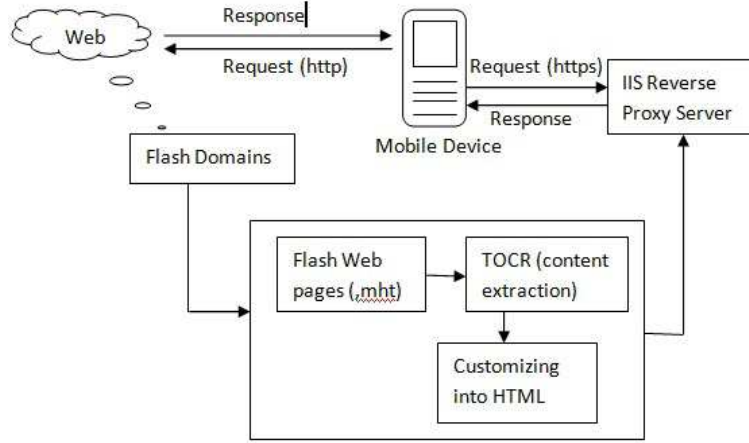 Response
Web
Request (http)
Request (https)
IIS Reverse
Proxy Server
Response
Mobile Device
Flash Domains
Flash Web
pages (,mht)
TOCR (content
extraction)
Customizing
into HTML